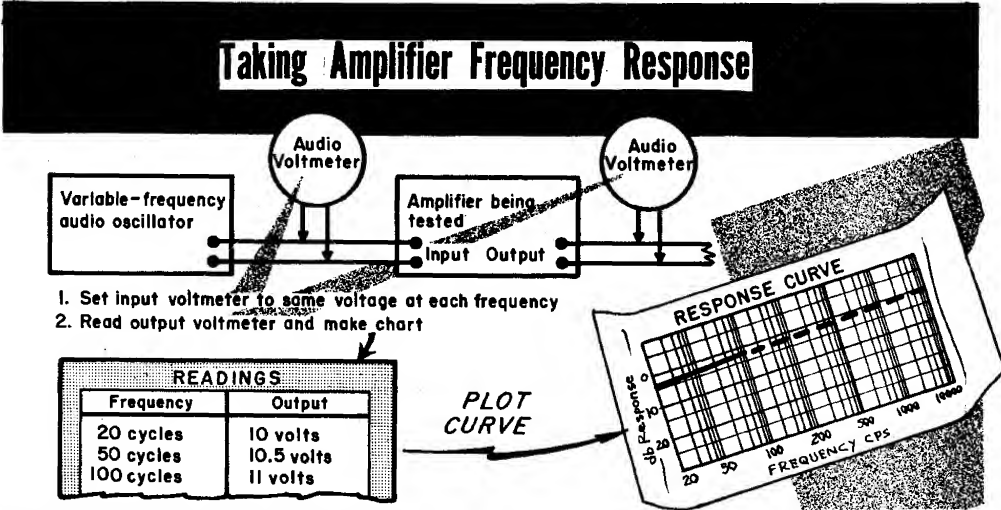 Taking Amplifier Frequency Response
Audio
Voltmeter
Audio
Voltmeter
Variable-frequency
audio oscillator
Amplifier being
tested
Input Output
1. Set input voltmeter to same voltage at each frequency
2. Read output voltmeter and make chart
READINGS
Frequency Output
20 cycles 10 volts
50 cycles 10.5 volts
100 cycles 11 volts
PLOT
CURVE
RESPONSE CURVE
db Response
0
10
20
20 50 100 200 500 1000 10000
FREQUENCY CPS